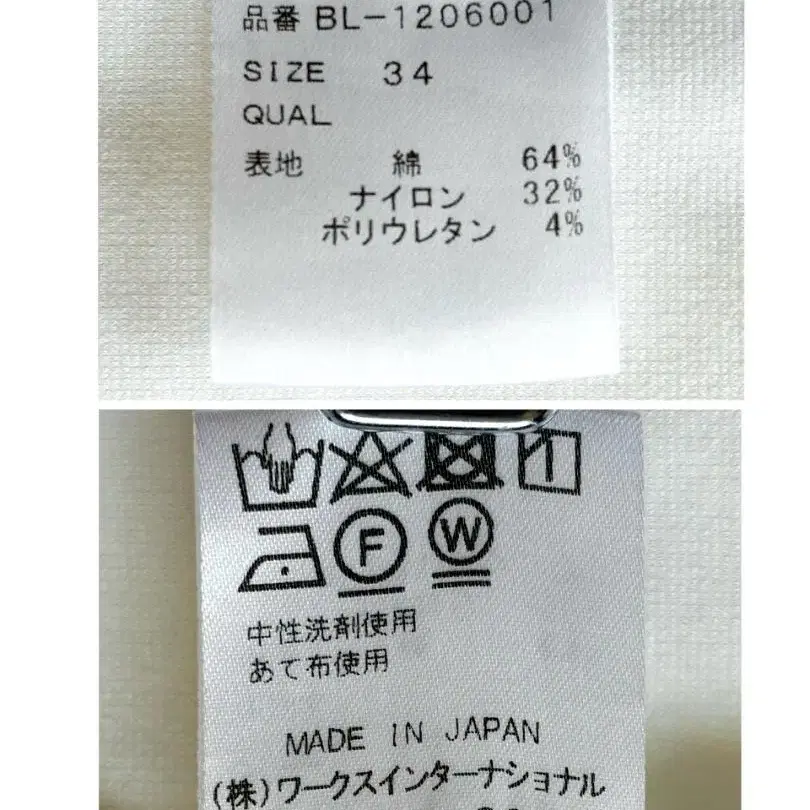 品番 BL-1206001
SIZE 34
QUAL
表地 綿 64%
ナイロン 32%
ポリウレタン 4%
F W
中性洗剤使用
あて布使用
MADE IN JAPAN
(株)ワークスインターナショナル